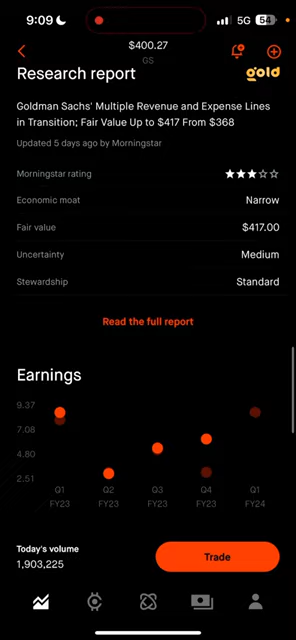 9:09
5G
54
$400.27
GS
Research report
gold
Goldman Sachs' Multiple Revenue and Expense Lines
in Transition; Fair Value Up to $417 From $368
Updated 5 days ago by Morningstar
Morningstar rating
Economic moat Narrow
Fair value $417.00
Uncertainty Medium
Stewardship Standard
Read the full report
Earnings
9.37
7.08
4.80
2.51
Q1 Q2 Q3 Q4 Q1
FY23 FY23 FY23 FY23 FY24
Today's volume
1,903,225
Trade